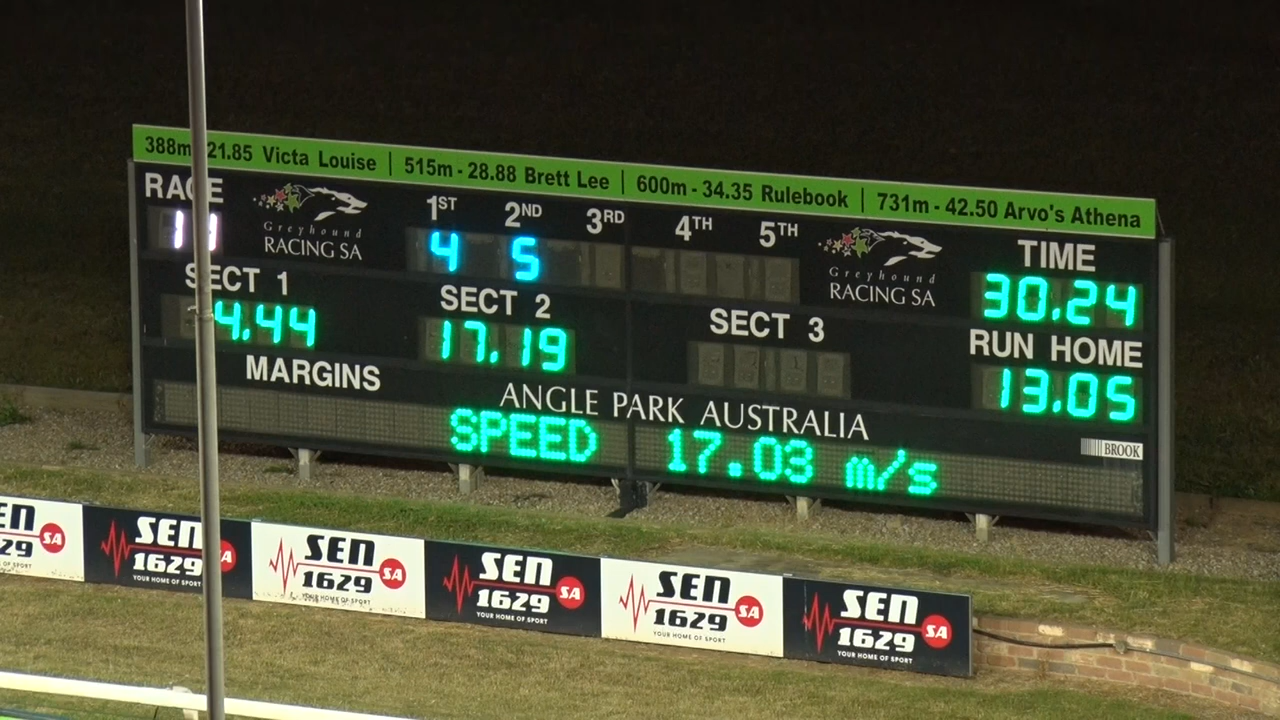 388m 21.85 Victa Louise | 515m - 28.88 Brett Lee | 600m - 34.35 Rulebook | 731m - 42.50 Arvo's Athena
RACE 1ST 2ND 3RD 4TH 5TH TIME
11 4 5 30.24
Greyhound
RACING SA
Greyhound
RACING SA
SECT 1 SECT 2 SECT 3 RUN HOME
4.44 17.19 13.05
MARGINS
ANGLE PARK AUSTRALIA
SPEED 17.03 m/s
BROOK
EN SA
29
SEN SA
1629
YOUR HOME OF SPORT
SEN SA
1629
YOUR HOME OF SPORT
SEN SA
1629
YOUR HOME OF SPORT
SEN SA
1629
YOUR HOME OF SPORT
SEN SA
1629
YOUR HOME OF SPORT